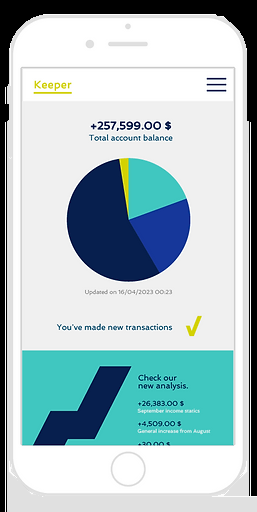 Keeper
+257,599.00 $
Total account balance
Updated on 16/04/2023 00:23
You've made new transactions
Check our
new analysis.
+26,383.00 $
September income statics
+4,509.00 $
General increase from August
+30.00 $